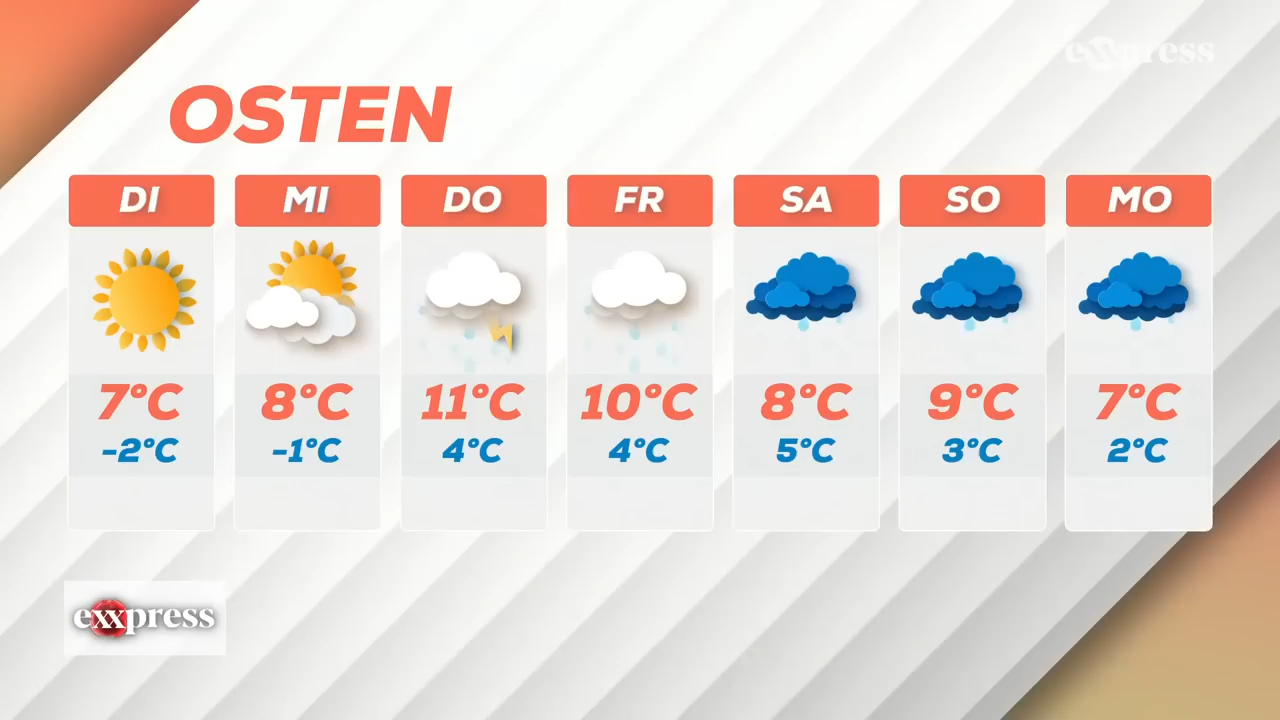 exxpress
OSTEN
DI MI DO FR SA SO MO
7°C 8°C 11°C 10°C 8°C 9°C 7°C
-2°C -1°C 4°C 4°C 5°C 3°C 2°C
exxpress